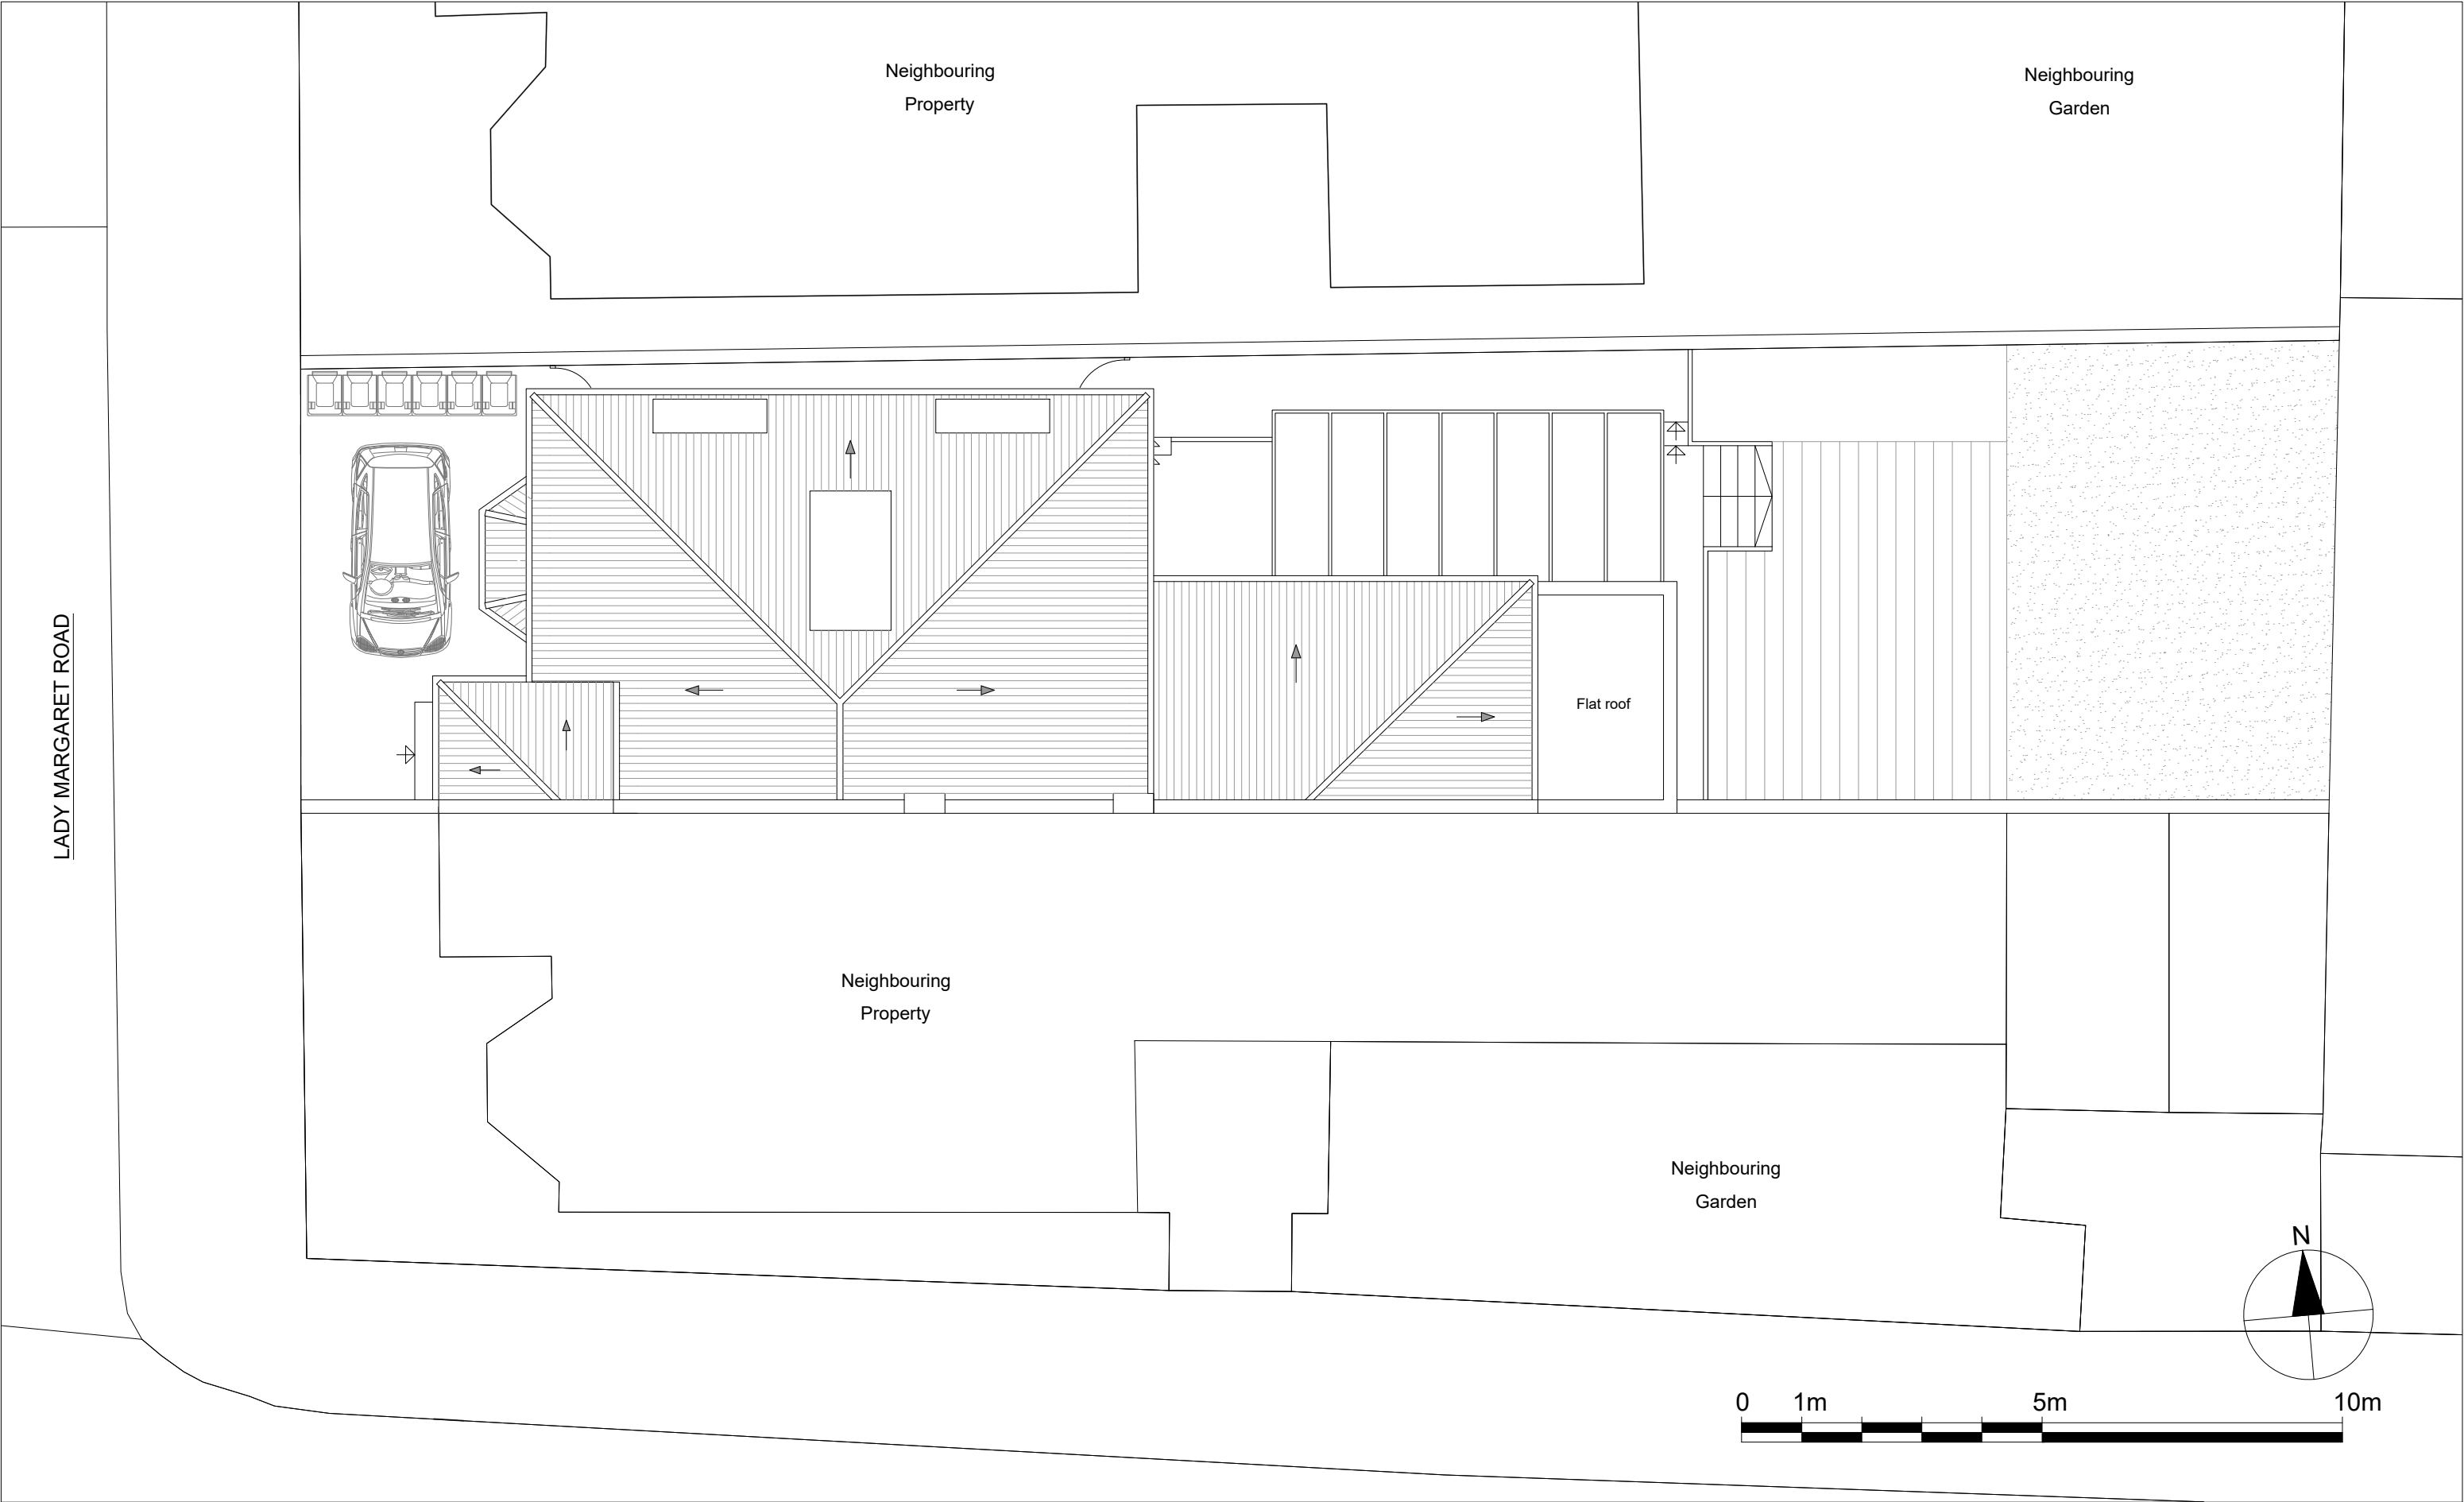 Neighbouring
Property
Neighbouring
Garden
LADY MARGARET ROAD
Flat roof
Neighbouring
Property
Neighbouring
Garden
N
0 1m 5m 10m